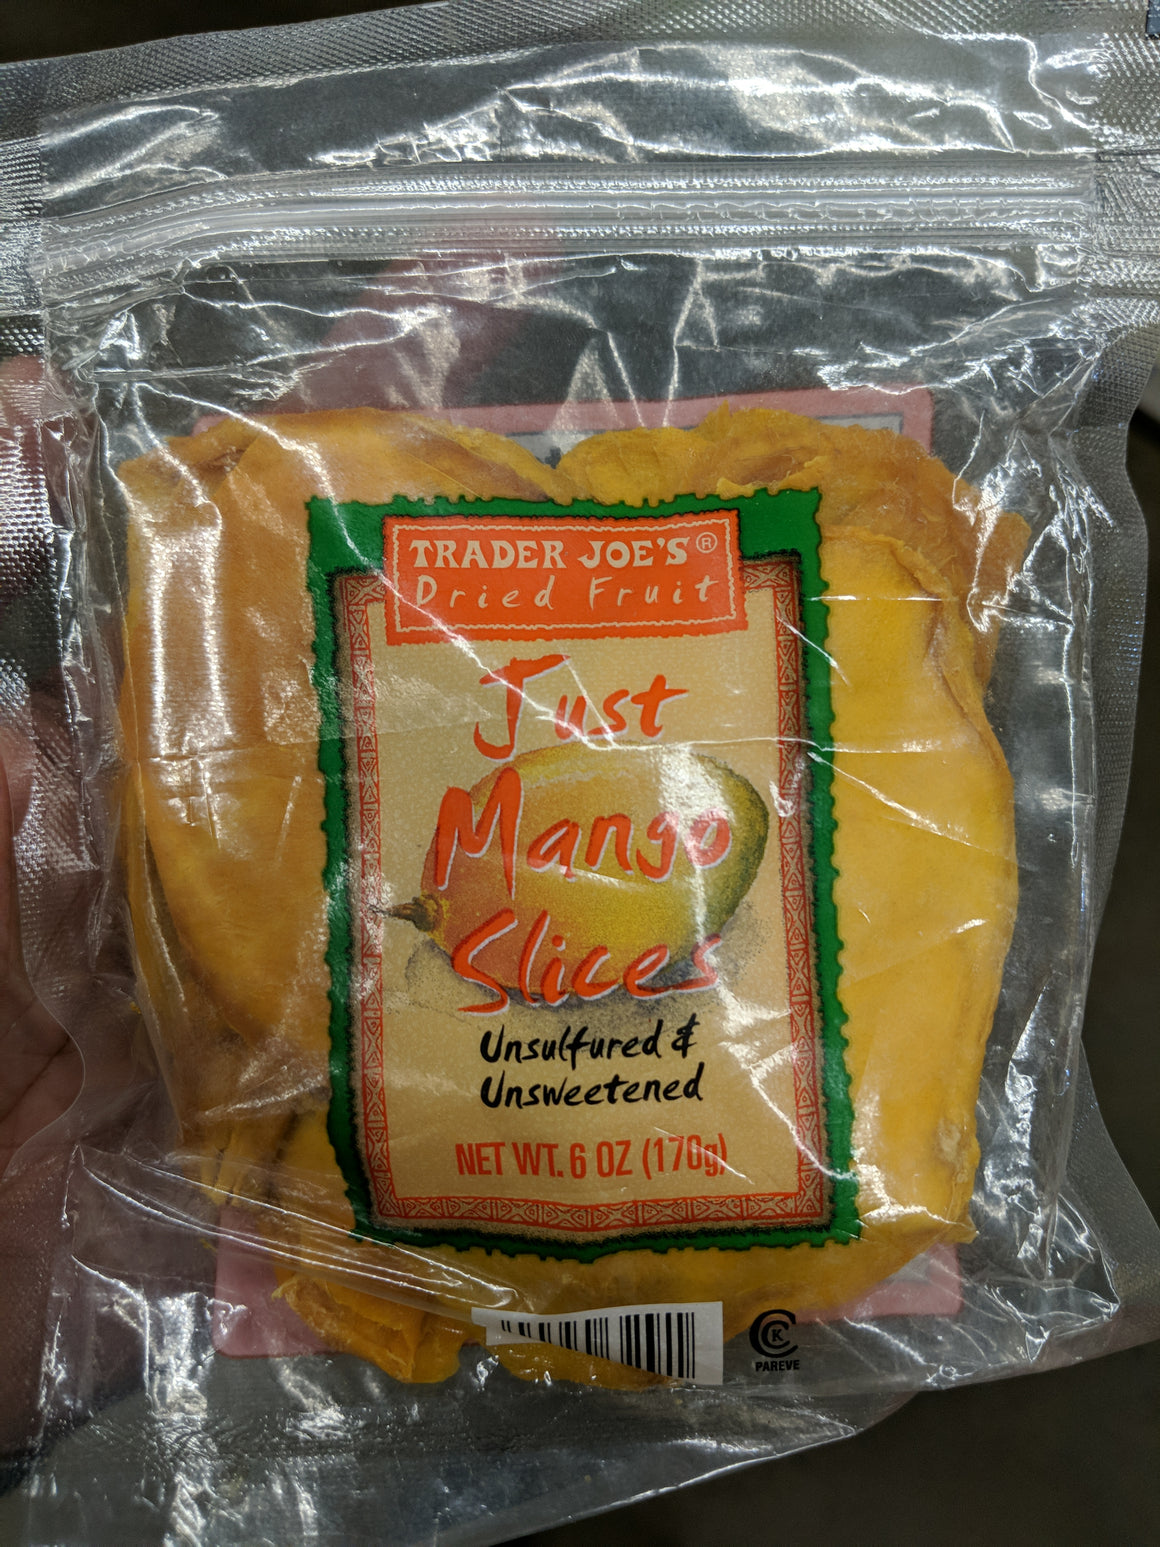 TRADER JOE'S®
Dried Fruit
Just
Mango
Slices
Unsulfured &
Unsweetened
NET WT. 6 OZ (170g)
K
PAREVE